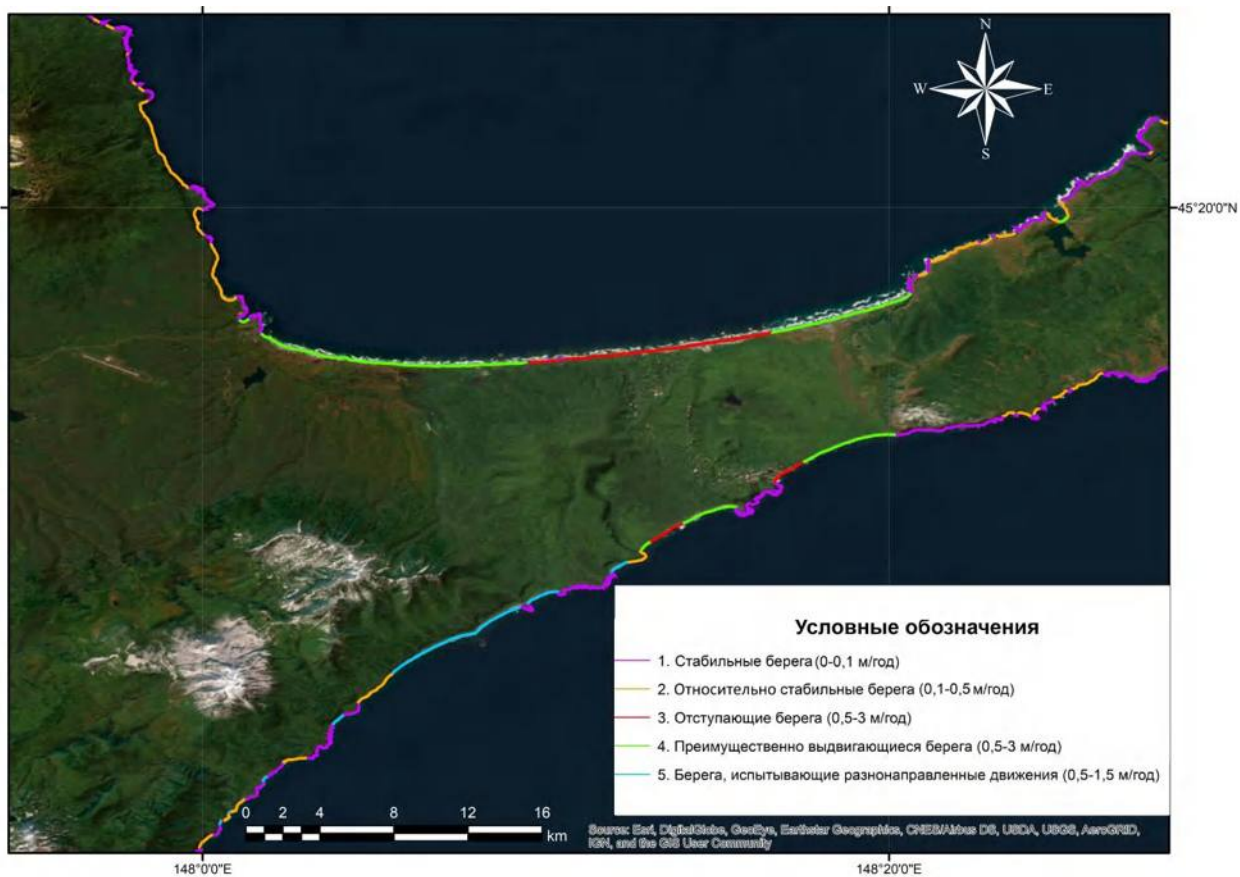 N
W E
S
45°20'0"N
Условные обозначения
1. Стабильные берега (0-0,1 м/год)
2. Относительно стабильные берега (0,1-0,5 м/год)
3. Отступающие берега (0,5-3 м/год)
4. Преимущественно выдвигающиеся берега (0,5-3 м/год)
5. Берега, испытывающие разнонаправленные движения (0,5-1,5 м/год)
0 2 4 8 12 16
km
Source: Esri, DigitalGlobe, GeoEye, Earthstar Geographics, CNES/Airbus DS, USDA, USGS, AeroGRID,
IGN, and the GIS User Community
148°0'0"E 148°20'0"E